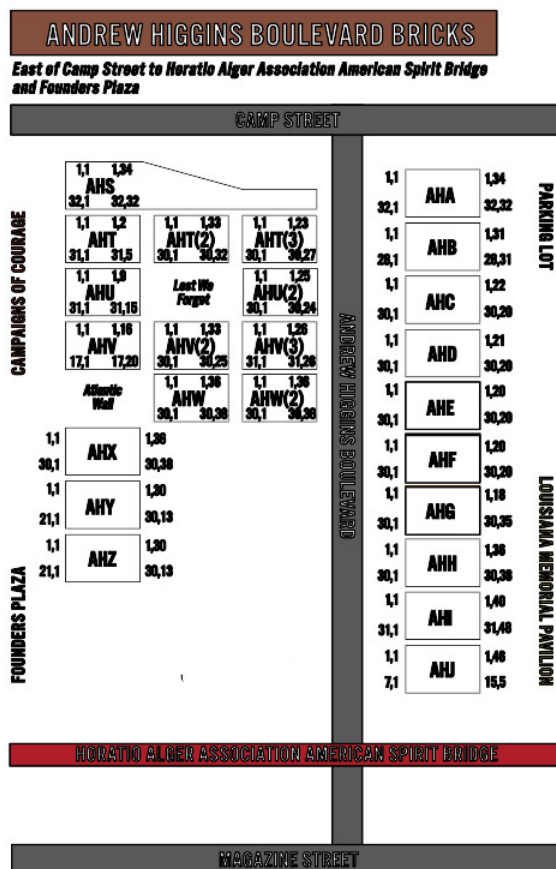 ANDREW HIGGINS BOULEVARD BRICKS
East of Camp Street to Horatio Alger Association American Spirit Bridge
and Founders Plaza
CAMP STREET
CAMPAIGNS OF COURAGE
FOUNDERS PLAZA
1,1 1,34
AHS
32,1 32,32
1,1 1,2
AHT
31,1 31,5
1,1 1,33
AHT(2)
30,1 30,32
1,1 1,23
AHT(3)
30,1 30,27
1,1 1,9
AHU
31,1 31,15
Lest We
Forget
1,1 1,25
AHU(2)
30,1 30,24
1,1 1,16
AHV
17,1 17,20
1,1 1,33
AHV(2)
30,1 30,25
1,1 1,26
AHV(3)
31,1 31,26
Atlantic
Wall
1,1 1,36
AHW
30,1 30,36
1,1 1,36
AHW(2)
30,1 30,36
1,1 1,36
AHX
30,1 30,38
1,1 1,30
AHY
21,1 30,13
1,1 1,30
AHZ
21,1 30,13
ANDREW HIGGINS BOULEVARD
1,1 1,34
AHA
32,1 32,32
1,1 1,31
AHB
28,1 28,31
1,1 1,22
AHC
30,1 30,20
1,1 1,21
AHD
30,1 30,20
1,1 1,20
AHE
30,1 30,20
1,1 1,20
AHF
30,1 30,20
1,1 1,18
AHG
30,1 30,35
1,1 1,36
AHH
30,1 30,36
1,1 1,40
AHI
31,1 31,48
1,1 1,48
AHJ
7,1 15,5
PARKING LOT
LOUISIANA MEMORIAL PAVILION
HORATIO ALGER ASSOCIATION AMERICAN SPIRIT BRIDGE
MAGAZINE STREET